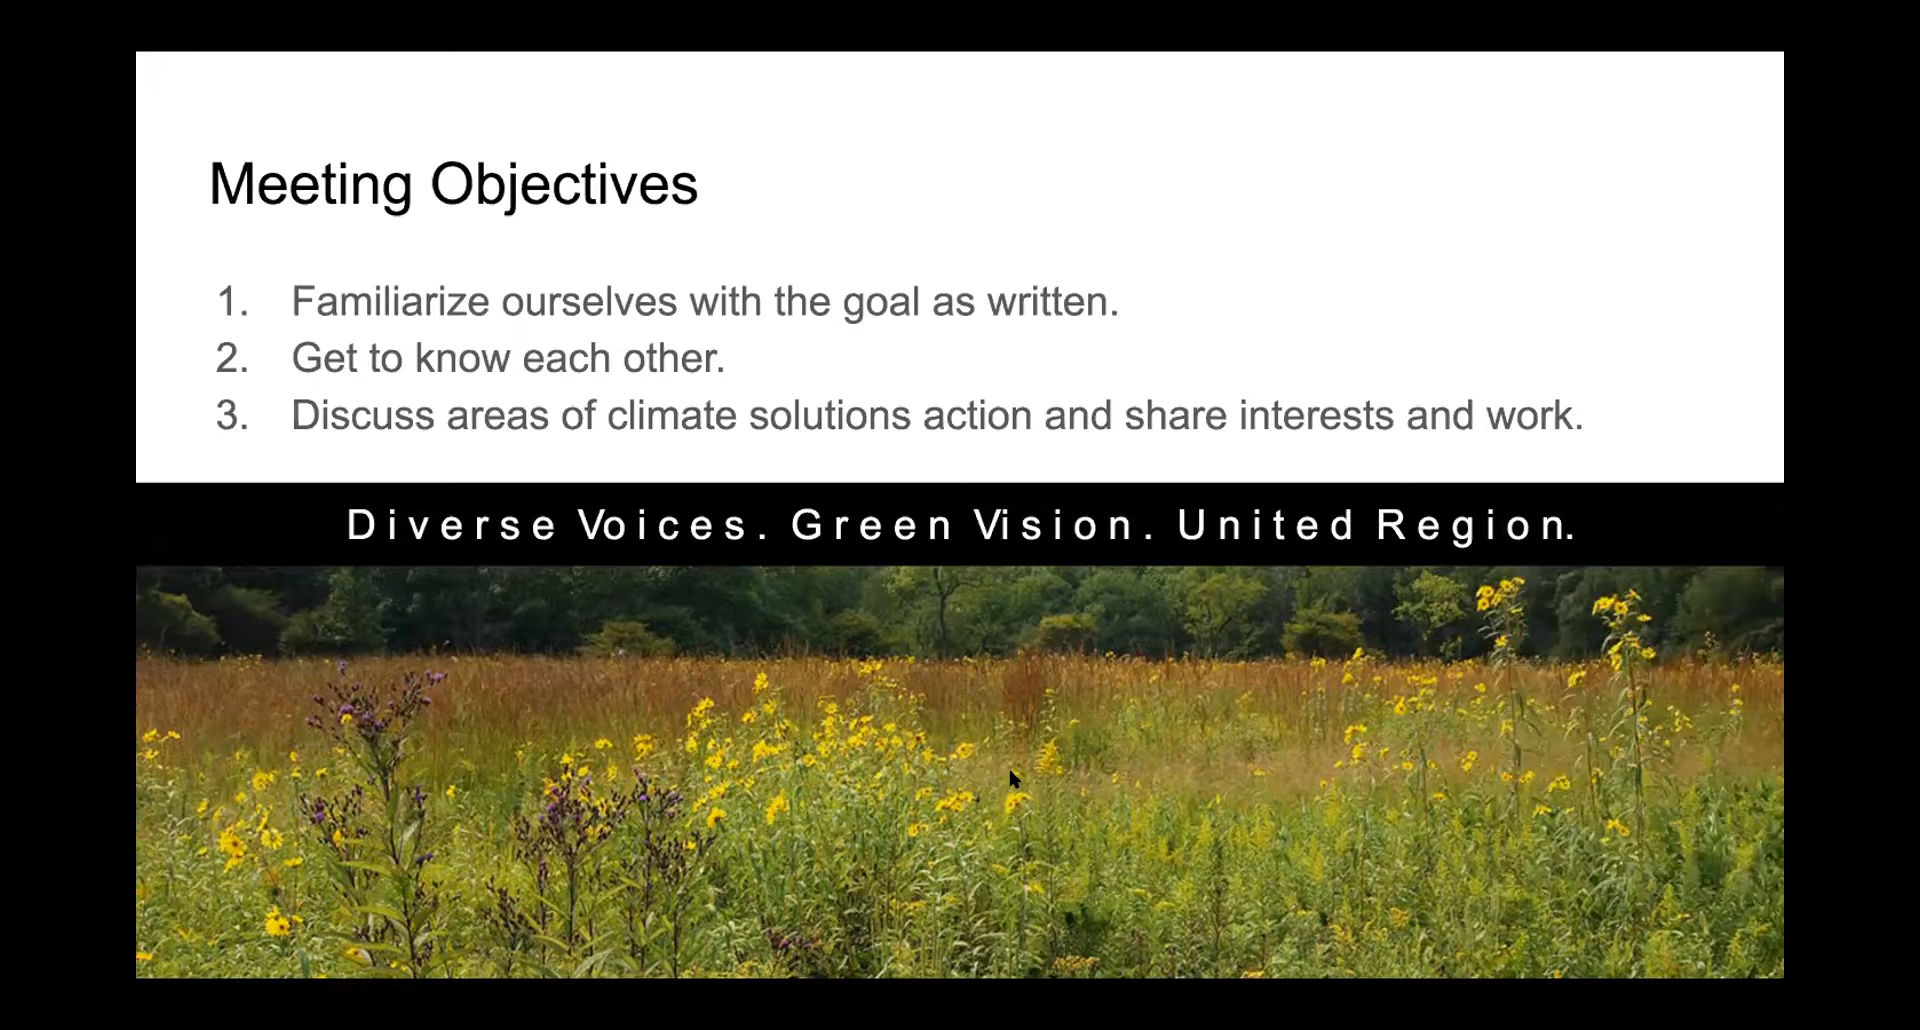 Meeting Objectives
1. Familiarize ourselves with the goal as written.
2. Get to know each other.
3. Discuss areas of climate solutions action and share interests and work.
Diverse Voices. Green Vision. United Region.